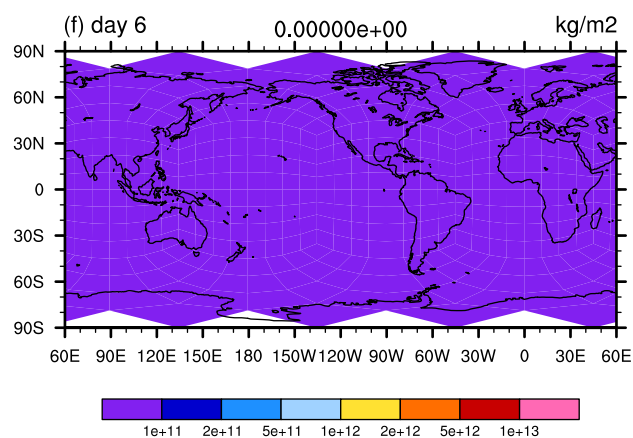 (f) day 6 0.00000e+00 kg/m2
90N
60N
30N
0
30S
60S
90S
60E 90E 120E 150E 180 150W 120W 90W 60W 30W 0 30E 60E
1e+11 2e+11 5e+11 1e+12 2e+12 5e+12 1e+13